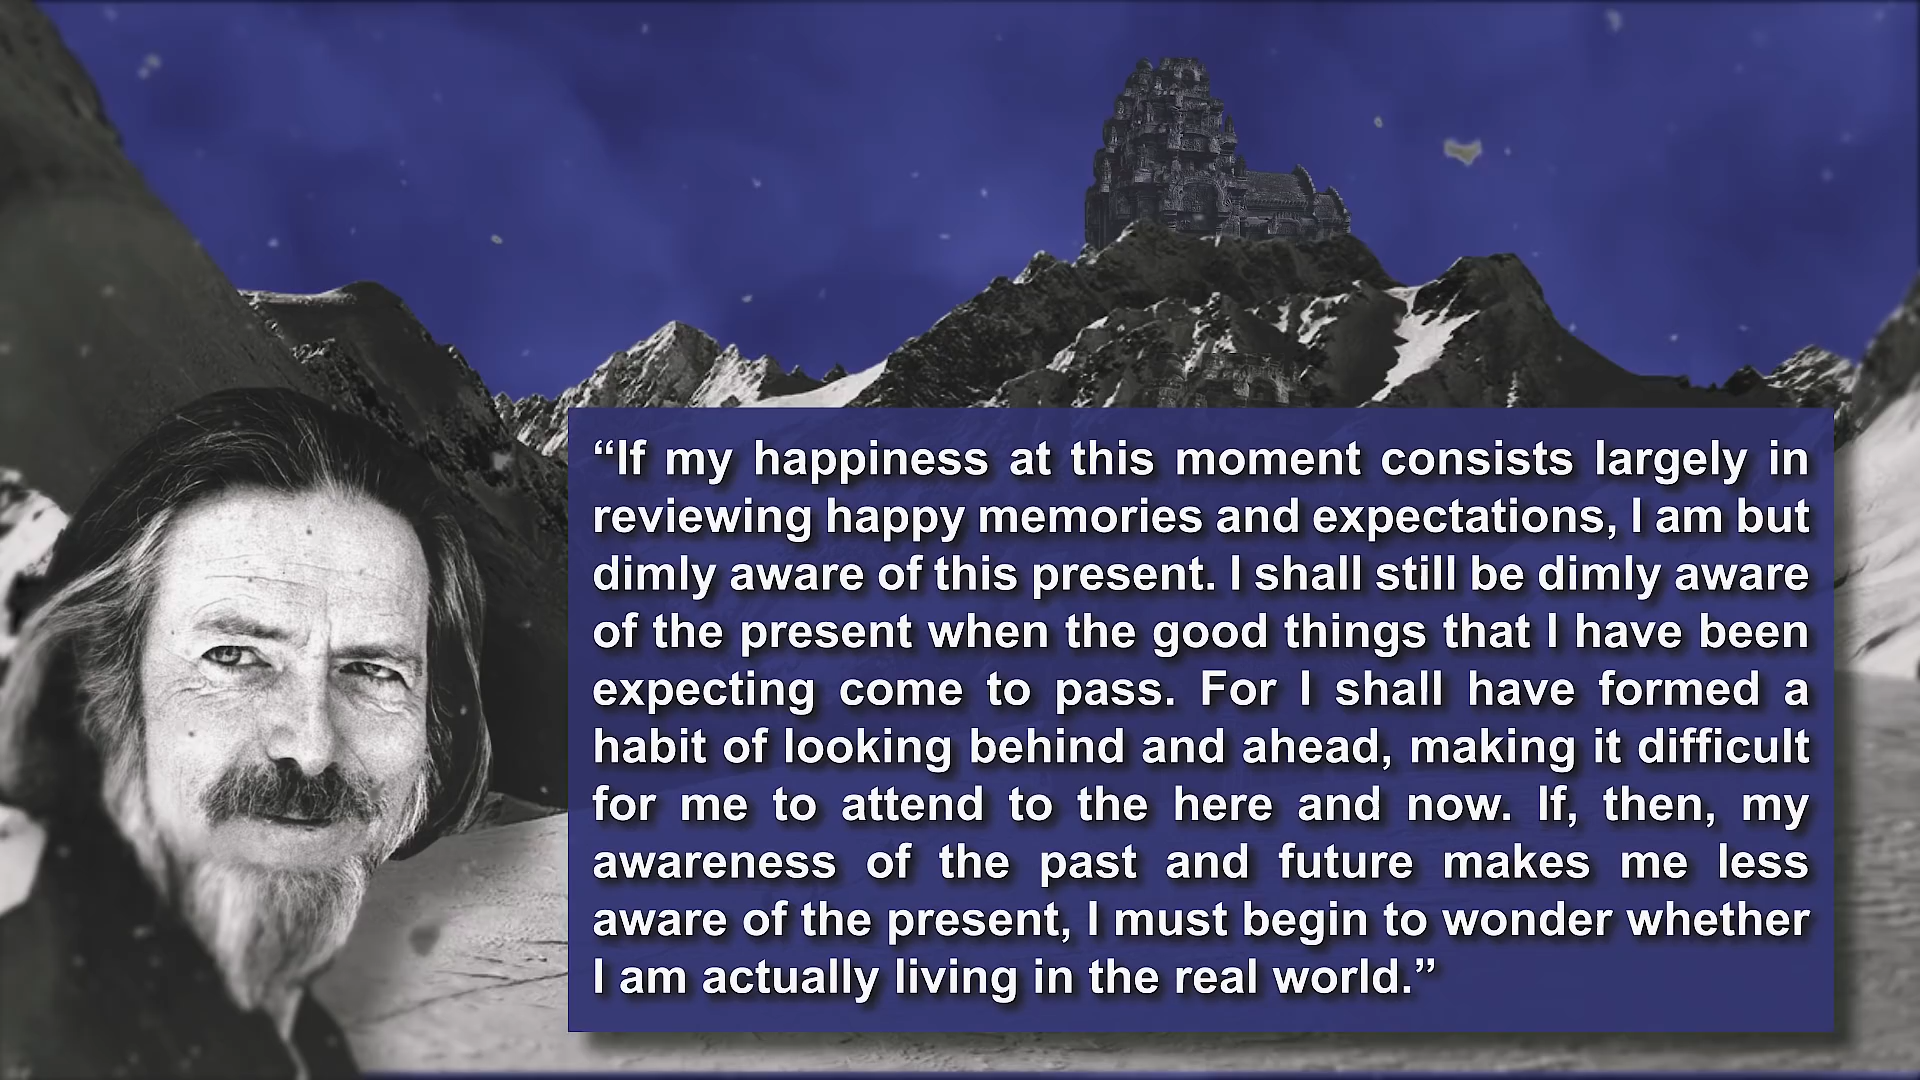 “If my happiness at this moment consists largely in
reviewing happy memories and expectations, I am but
dimly aware of this present. I shall still be dimly aware
of the present when the good things that I have been
expecting come to pass. For I shall have formed a
habit of looking behind and ahead, making it difficult
for me to attend to the here and now. If, then, my
awareness of the past and future makes me less
aware of the present, I must begin to wonder whether
I am actually living in the real world.”